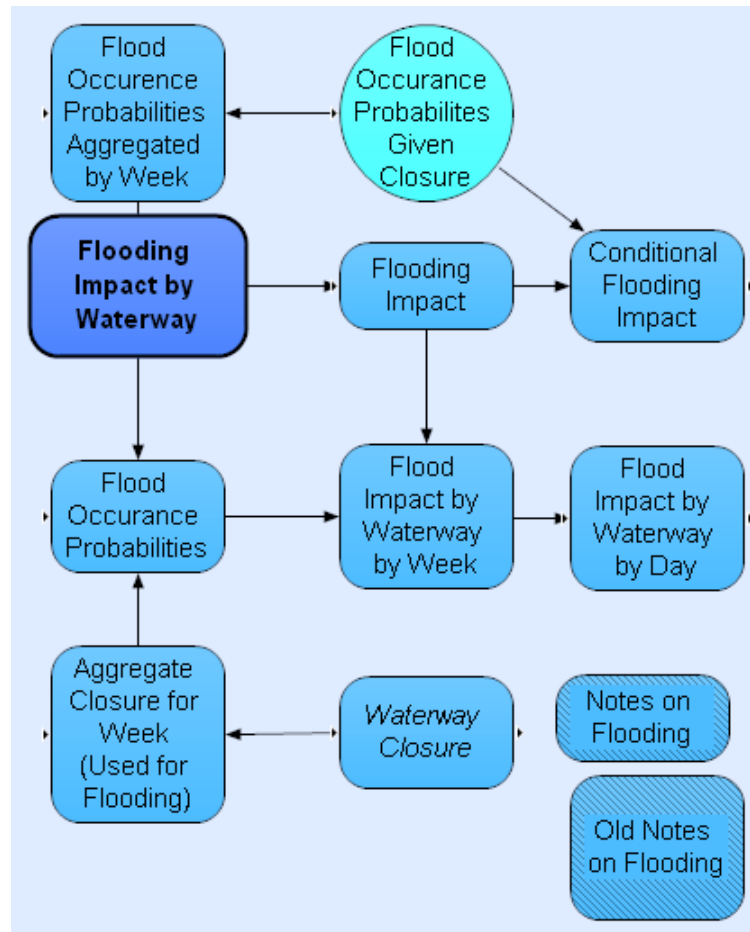 Flood
Occurence
Probabilities
Aggregated
by Week
Flood
Occurance
Probabilites
Given
Closure
Flooding
Impact by
Waterway
Flooding
Impact
Conditional
Flooding
Impact
Flood
Occurance
Probabilities
Flood
Impact by
Waterway
by Week
Flood
Impact by
Waterway
by Day
Aggregate
Closure for
Week
(Used for
Flooding)
Waterway
Closure
Notes on
Flooding
Old Notes
on Flooding